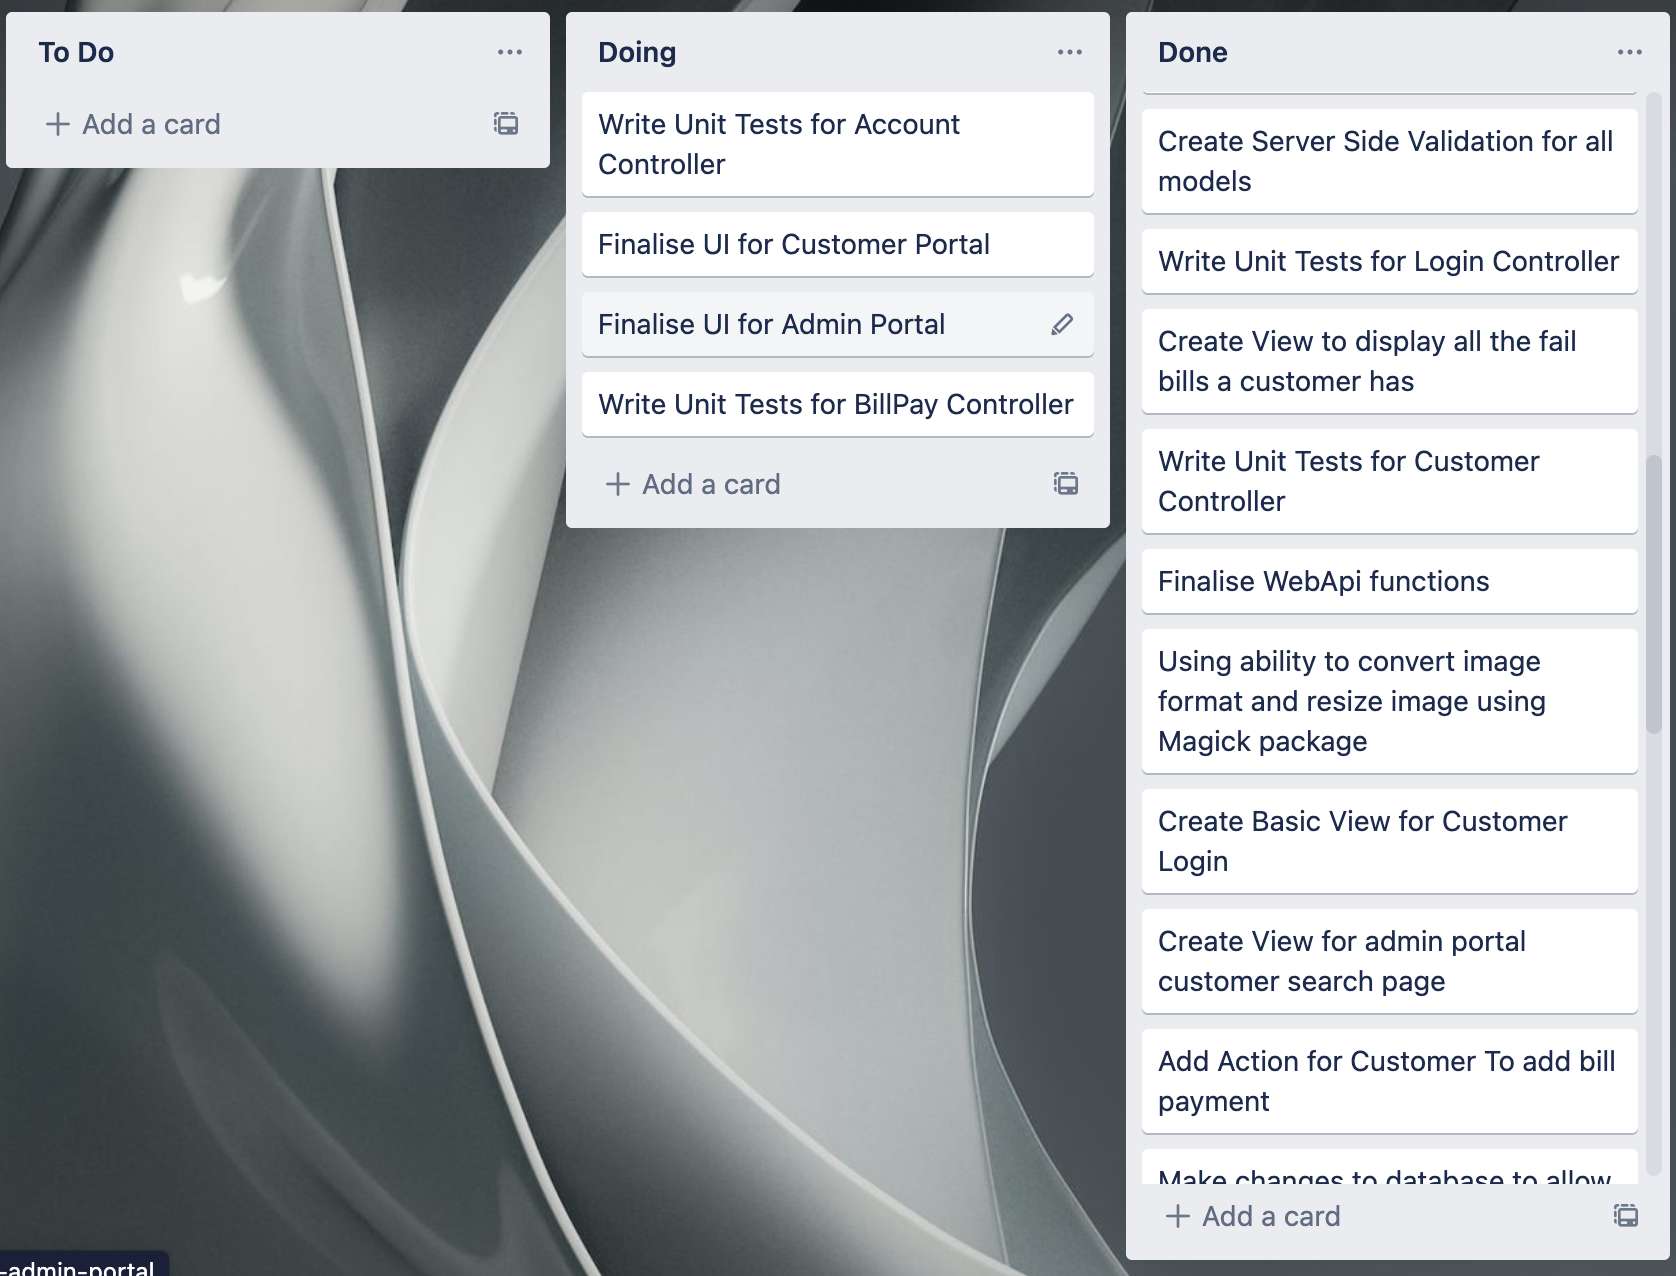 To Do
Add a card
Doing
Write Unit Tests for Account
Controller
Finalise UI for Customer Portal
Finalise UI for Admin Portal
Write Unit Tests for BillPay Controller
Add a card
Done
Create Server Side Validation for all
models
Write Unit Tests for Login Controller
Create View to display all the fail
bills a customer has
Write Unit Tests for Customer
Controller
Finalise WebApi functions
Using ability to convert image
format and resize image using
Magick package
Create Basic View for Customer
Login
Create View for admin portal
customer search page
Add Action for Customer To add bill
payment
Make changes to database to allow
Add a card
-admin-portal